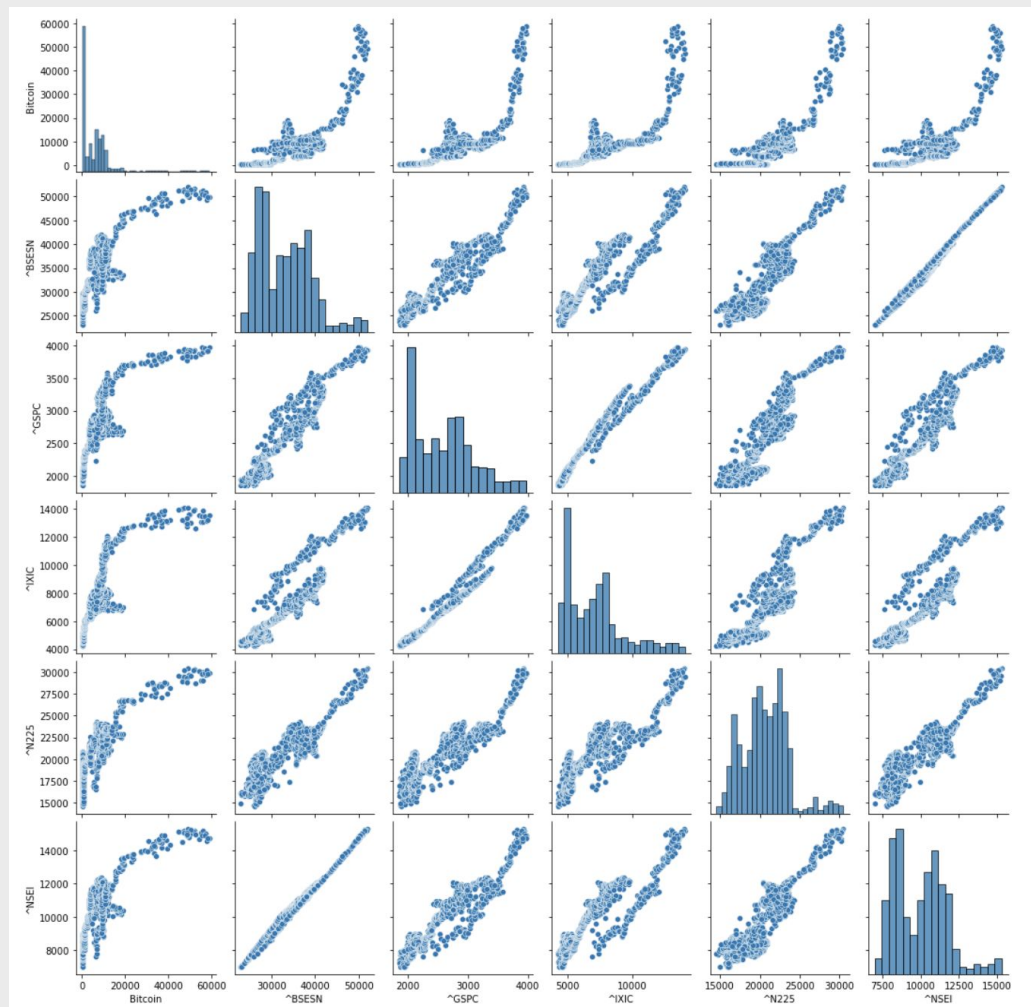 60000
50000
40000
30000
20000
10000
0
Bitcoin
50000
45000
40000
35000
30000
25000
^BSESN
4000
3500
3000
2500
2000
^GSPC
14000
12000
10000
8000
6000
4000
^IXIC
30000
27500
25000
22500
20000
17500
15000
^N225
14000
12000
10000
8000
^NSEI
0 20000 40000 60000
Bitcoin
30000 40000 50000
^BSESN
2000 3000 4000
^GSPC
5000 10000
^IXIC
15000 20000 25000 30000
^N225
7500 10000 12500 15000
^NSEI